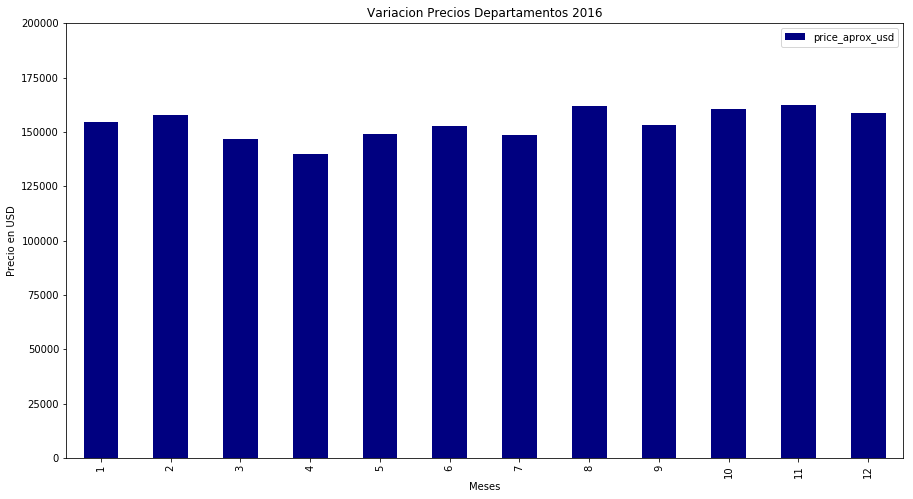 Variacion Precios Departamentos 2016
price_aprox_usd
Precio en USD
200000
175000
150000
125000
100000
75000
50000
25000
0
1 2 3 4 5 6 7 8 9 10 11 12
Meses